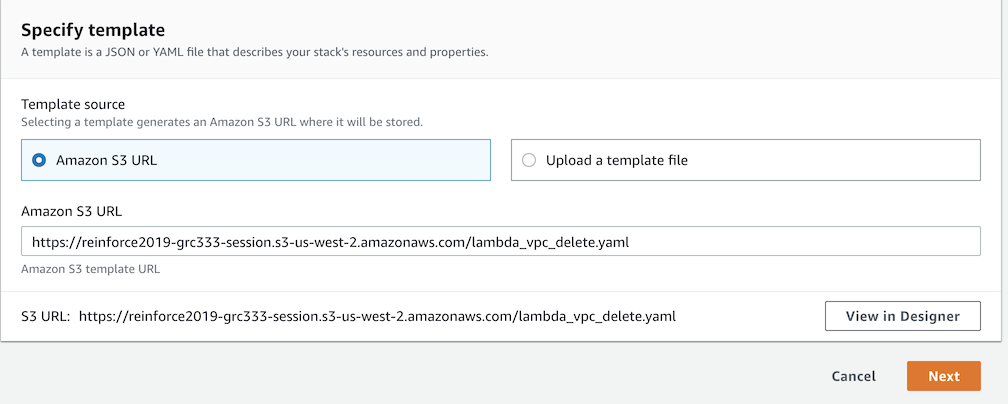 Specify template
A template is a JSON or YAML file that describes your stack's resources and properties.
Template source
Selecting a template generates an Amazon S3 URL where it will be stored.
Amazon S3 URL
Upload a template file
Amazon S3 URL
https://reinforce2019-grc333-session.s3-us-west-2.amazonaws.com/lambda_vpc_delete.yaml
Amazon S3 template URL
S3 URL: https://reinforce2019-grc333-session.s3-us-west-2.amazonaws.com/lambda_vpc_delete.yaml
View in Designer
Cancel
Next